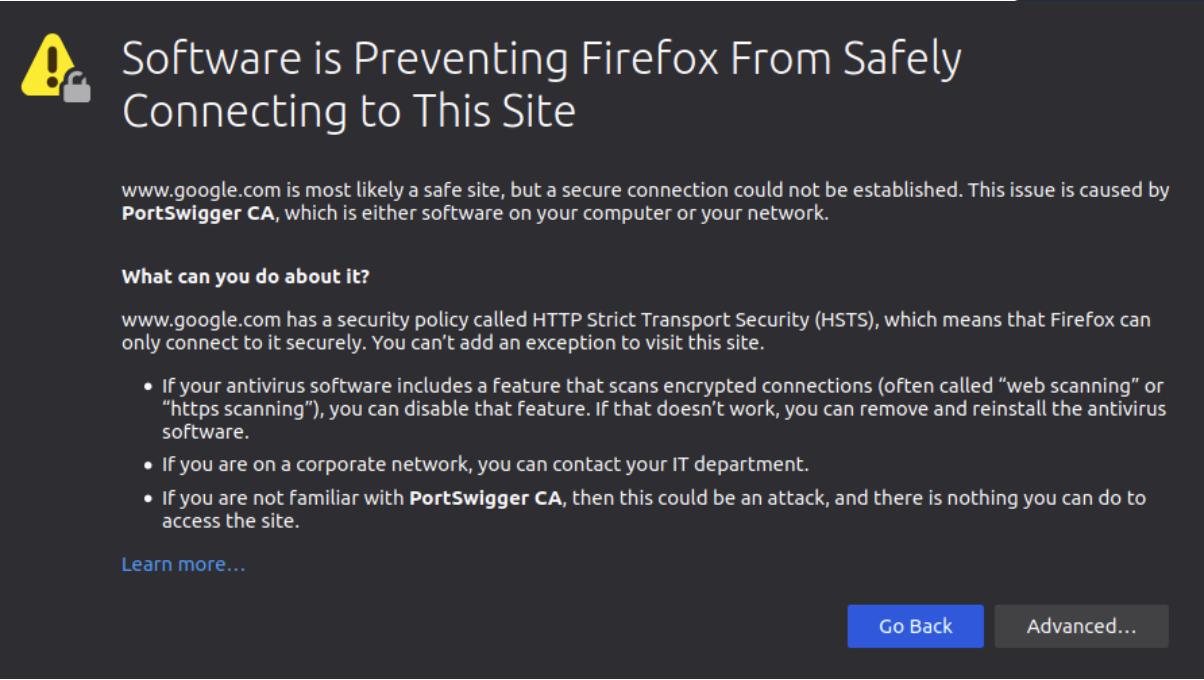 Software is Preventing Firefox From Safely
Connecting to This Site
www.google.com is most likely a safe site, but a secure connection could not be established. This issue is caused by
PortSwigger CA, which is either software on your computer or your network.
What can you do about it?
www.google.com has a security policy called HTTP Strict Transport Security (HSTS), which means that Firefox can
only connect to it securely. You can’t add an exception to visit this site.
• If your antivirus software includes a feature that scans encrypted connections (often called “web scanning” or
“https scanning”), you can disable that feature. If that doesn’t work, you can remove and reinstall the antivirus
software.
• If you are on a corporate network, you can contact your IT department.
• If you are not familiar with PortSwigger CA, then this could be an attack, and there is nothing you can do to
access the site.
Learn more…
Go Back
Advanced…